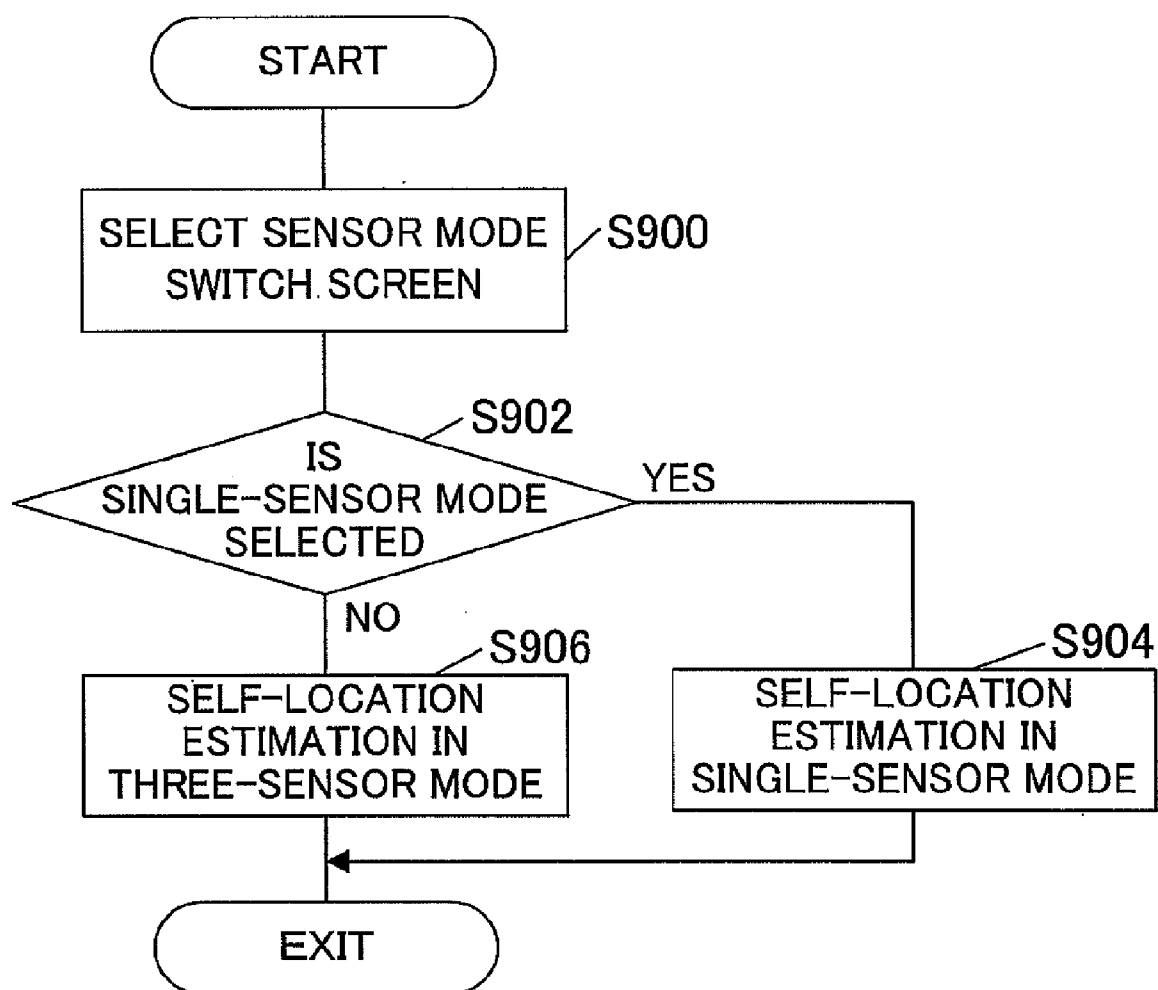 START
SELECT SENSOR MODE
SWITCH SCREEN
S900
S902
IS
SINGLE-SENSOR MODE
SELECTED
YES
NO
S906
SELF-LOCATION
ESTIMATION IN
THREE-SENSOR MODE
S904
SELF-LOCATION
ESTIMATION IN
SINGLE-SENSOR MODE
EXIT